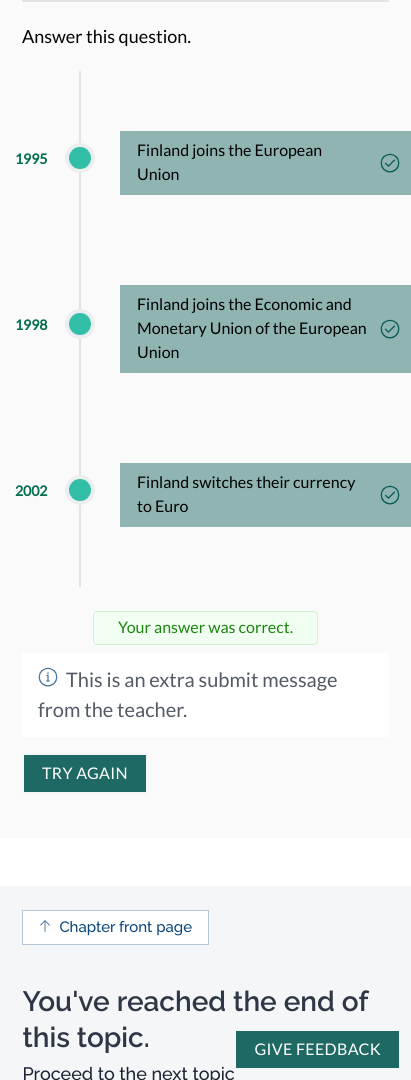 Answer this question.
1995
Finland joins the European
Union
1998
Finland joins the Economic and
Monetary Union of the European
Union
2002
Finland switches their currency
to Euro
Your answer was correct.
This is an extra submit message
from the teacher.
TRY AGAIN
Chapter front page
You've reached the end of
this topic.
GIVE FEEDBACK
Proceed to the next topic